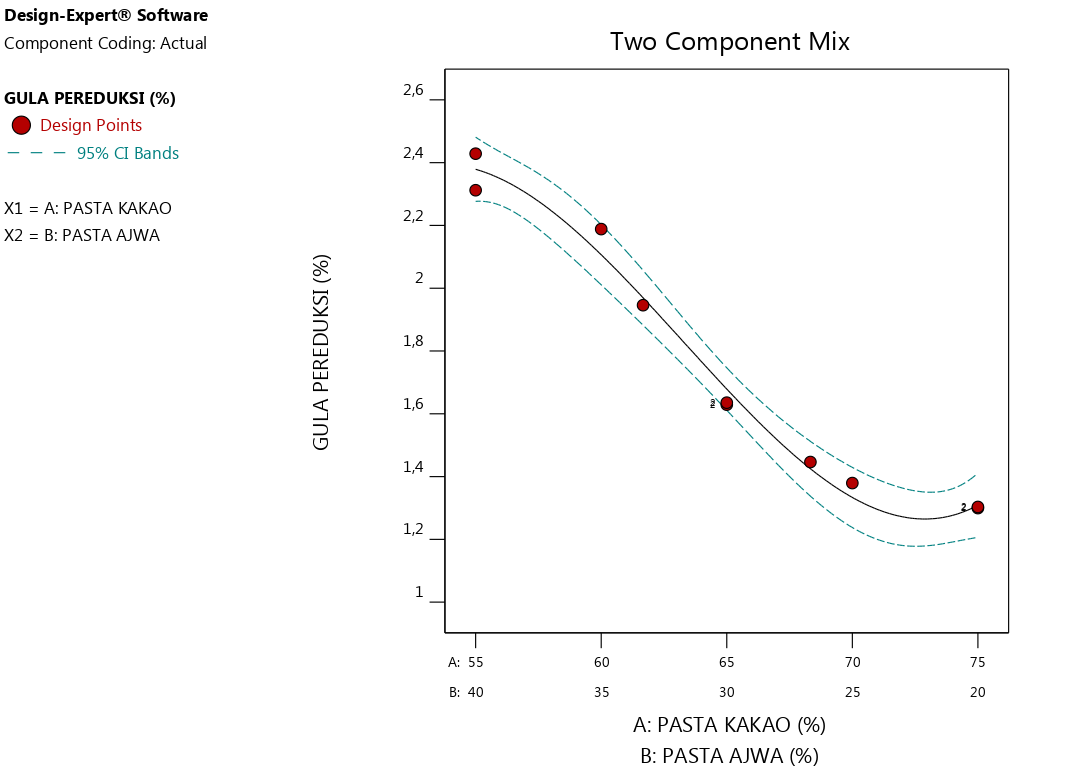 Design-Expert® Software
Component Coding: Actual
GULA PEREDUKSI (%)
Design Points
95% CI Bands
X1 = A: PASTA KAKAO
X2 = B: PASTA AJWA
Two Component Mix
GULA PEREDUKSI (%)
2,6
2,4
2,2
2
1,8
1,6
1,4
1,2
1
2
2
A: 55 60 65 70 75
B: 40 35 30 25 20
A: PASTA KAKAO (%)
B: PASTA AJWA (%)